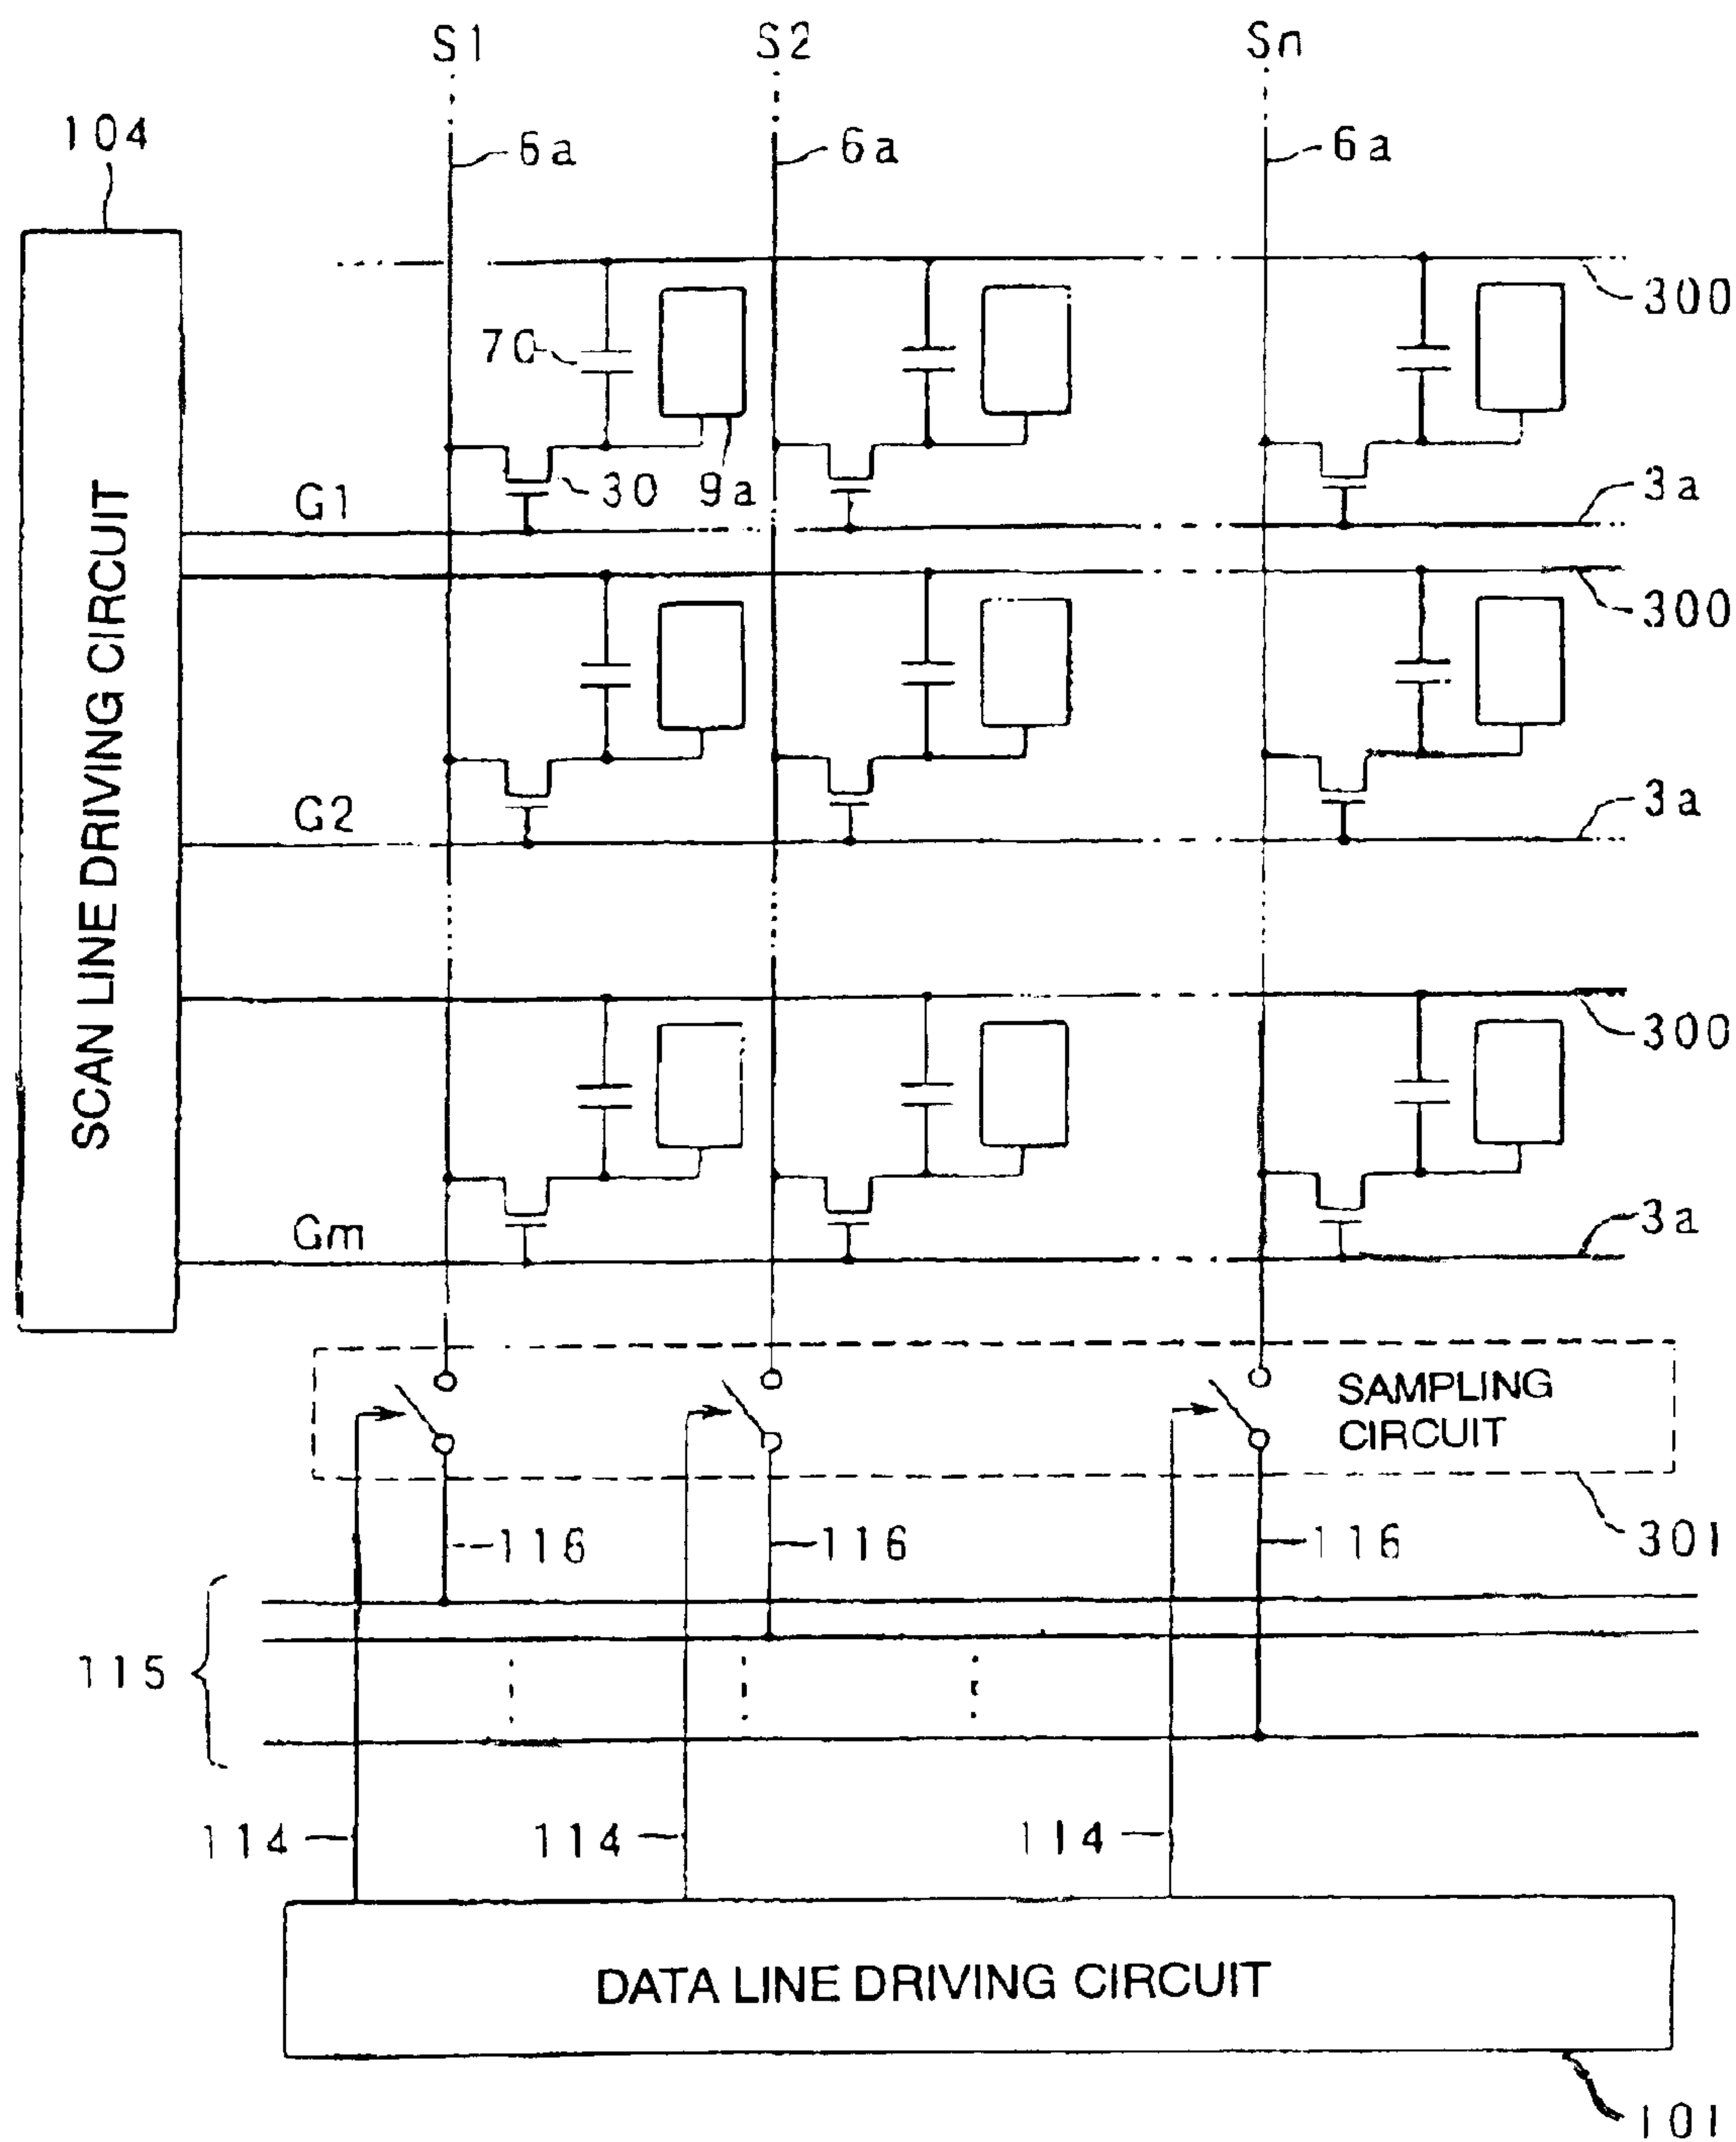 S1 S2 Sn
104 6a 6a 6a
300
70
30 9a 3a
G1
300
G2 3a
SCAN LINE DRIVING CIRCUIT
300
Gm 3a
SAMPLING
CIRCUIT
116 116 116 301
115
114 114 114
DATA LINE DRIVING CIRCUIT
101